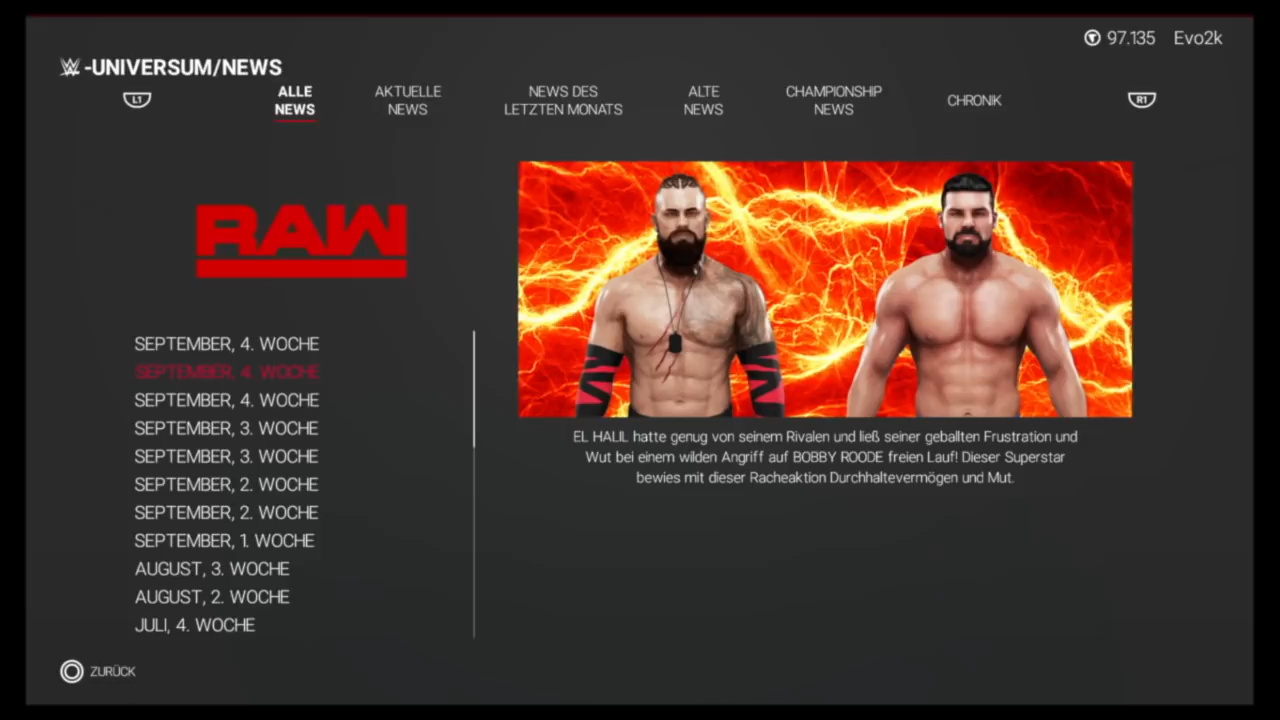 97.135 Evo2k
W -UNIVERSUM/NEWS
L1
ALLE
NEWS
AKTUELLE
NEWS
NEWS DES
LETZTEN MONATS
ALTE
NEWS
CHAMPIONSHIP
NEWS
CHRONIK
R1
RAW
SEPTEMBER, 4. WOCHE
SEPTEMBER, 4. WOCHE
SEPTEMBER, 4. WOCHE
SEPTEMBER, 3. WOCHE
SEPTEMBER, 3. WOCHE
SEPTEMBER, 2. WOCHE
SEPTEMBER, 2. WOCHE
SEPTEMBER, 1. WOCHE
AUGUST, 3. WOCHE
AUGUST, 2. WOCHE
JULI, 4. WOCHE
EL HALIL hatte genug von seinem Rivalen und ließ seiner geballten Frustration und
Wut bei einem wilden Angriff auf BOBBY ROODE freien Lauf! Dieser Superstar
bewies mit dieser Racheaktion Durchhaltevermögen und Mut.
ZURÜCK